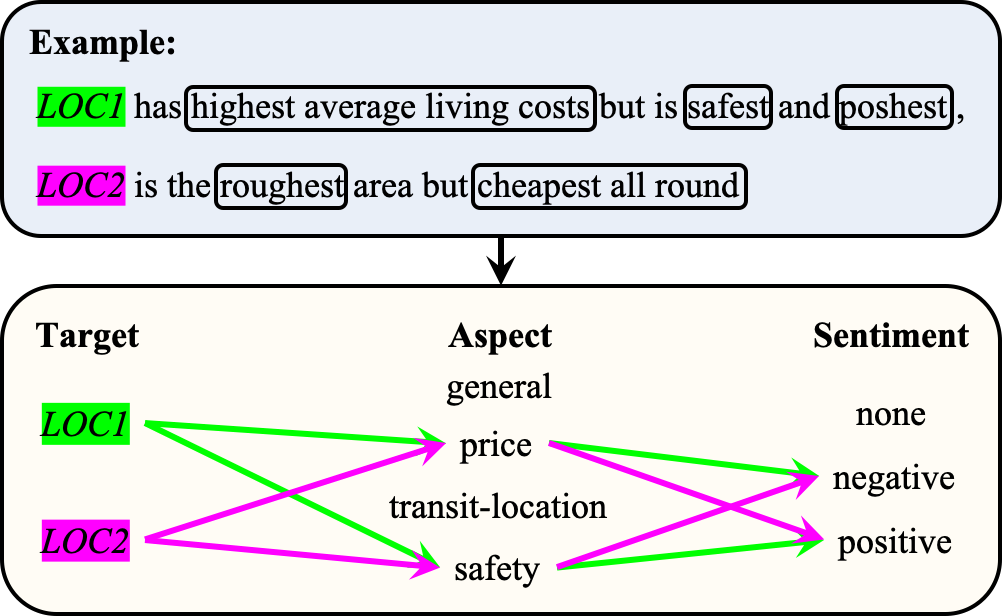 Example:
LOC1 has highest average living costs but is safest and poshest,
LOC2 is the roughest area but cheapest all round
Target Aspect Sentiment
general
LOC1 none
price
negative
transit-location
LOC2 positive
safety